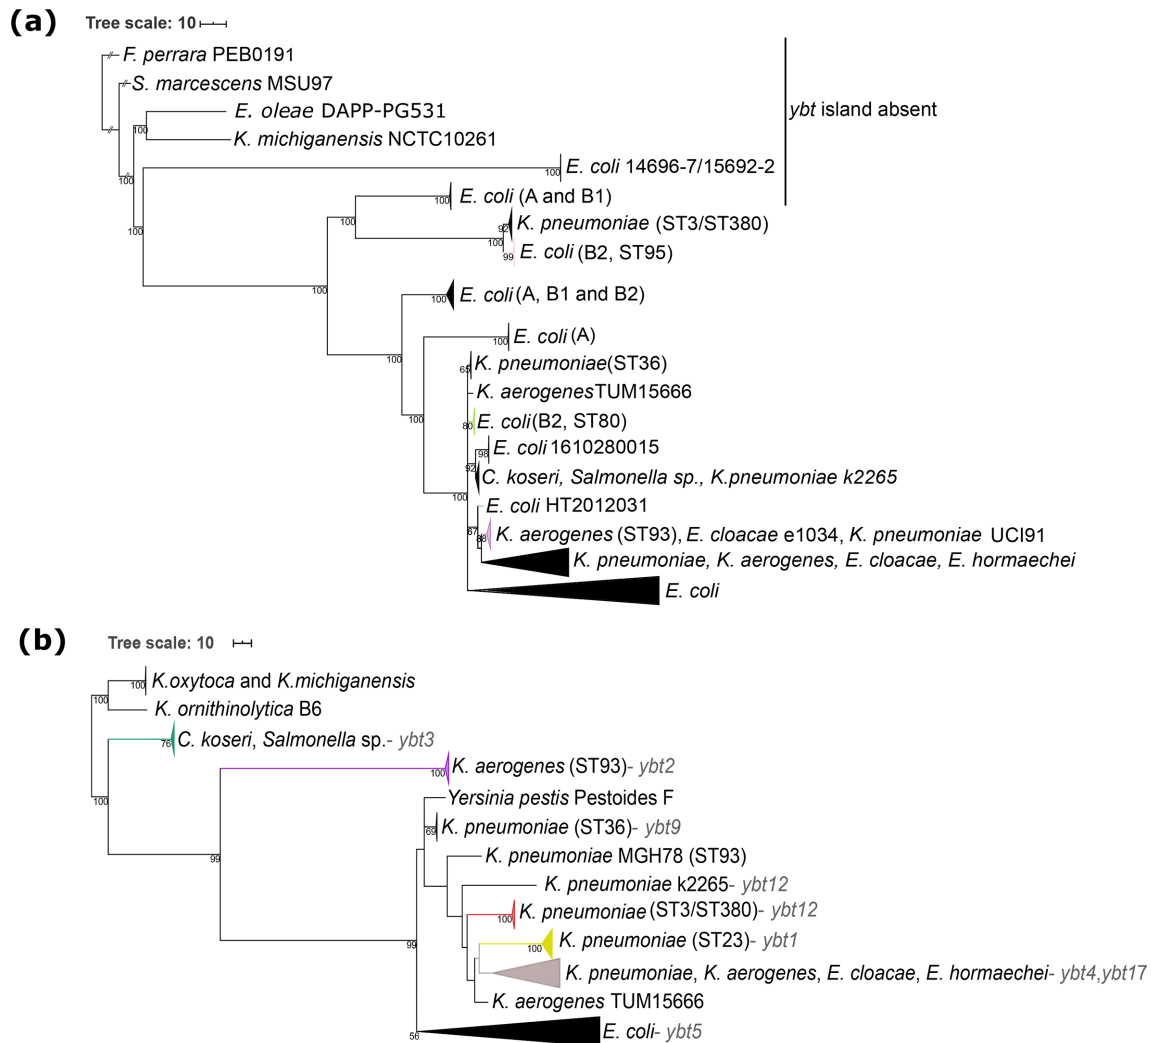 (a)
Tree scale: 10
F. perrara PEB0191
S. marcescens MSU97
E. oleae DAPP-PG531
ybt island absent
100
K. michiganensis NCTC10261
E. coli 14696-7/15692-2
100
100
E. coli (A and B1)
100
K. pneumoniae (ST3/ST380)
100
92
100
100
E. coli (B2, ST95)
99
100
E. coli (A, B1 and B2)
100
E. coli (A)
100
100
K. pneumoniae(ST36)
65
K. aerogenesTUM15666
E. coli(B2, ST80)
80
100
E. coli 1610280015
98
92
C. koseri, Salmonella sp., K.pneumoniae k2265
100
E. coli HT2012031
67
K. aerogenes (ST93), E. cloacae e1034, K. pneumoniae UCI91
K. pneumoniae, K. aerogenes, E. cloacae, E. hormaechei
E. coli
(b)
Tree scale: 10
K.oxytoca and K.michiganensis
100
100
K. ornithinolytica B6
C. koseri, Salmonella sp.- ybt3
76
K. aerogenes (ST93)- ybt2
100
100
Yersinia pestis Pestoides F
K. pneumoniae (ST36)- ybt9
69
K. pneumoniae MGH78 (ST93)
99
K. pneumoniae k2265- ybt12
K. pneumoniae (ST3/ST380)- ybt12
100
K. pneumoniae (ST23)- ybt1
100
99
K. pneumoniae, K. aerogenes, E. cloacae, E. hormaechei- ybt4,ybt17
K. aerogenes TUM15666
E. coli- ybt5
56